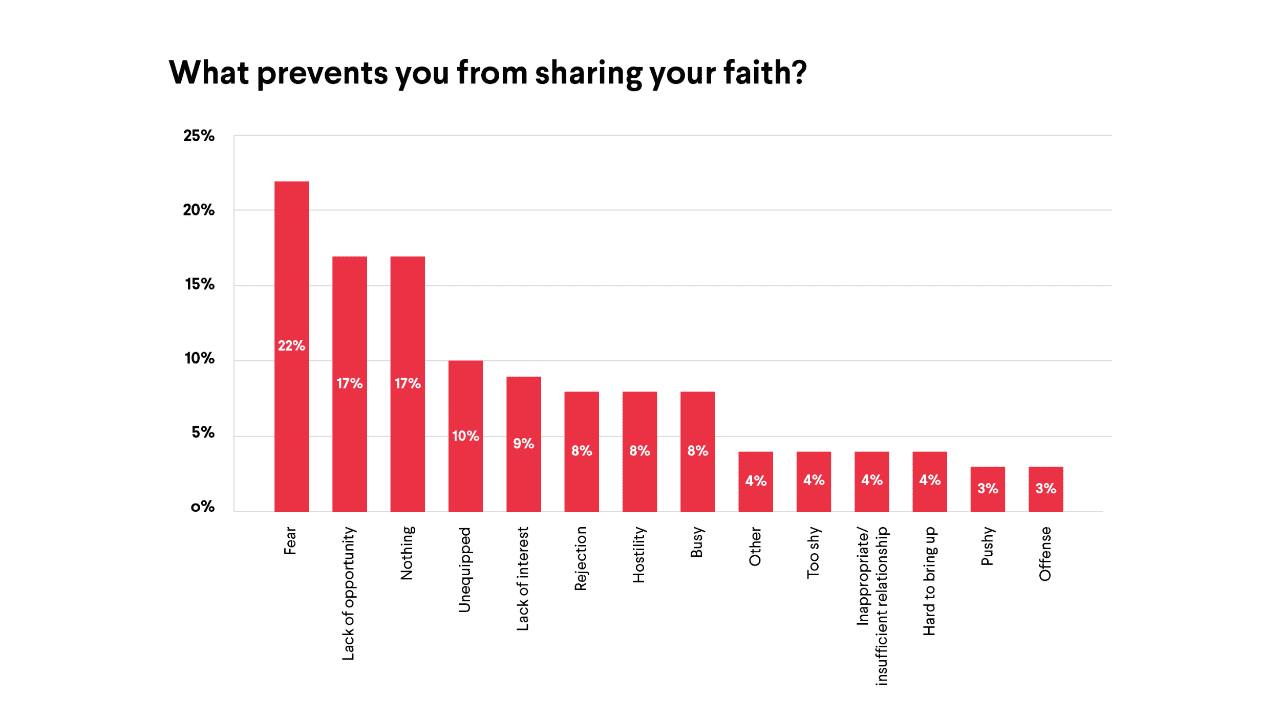 What prevents you from sharing your faith?
25%
20%
15%
10%
5%
0%
22%
17%
17%
10%
9%
8%
8%
8%
4%
4%
4%
4%
3%
3%
Fear
Lack of opportunity
Nothing
Unequipped
Lack of interest
Rejection
Hostility
Busy
Other
Too shy
Inappropriate/
insufficient relationship
Hard to bring up
Pushy
Offense